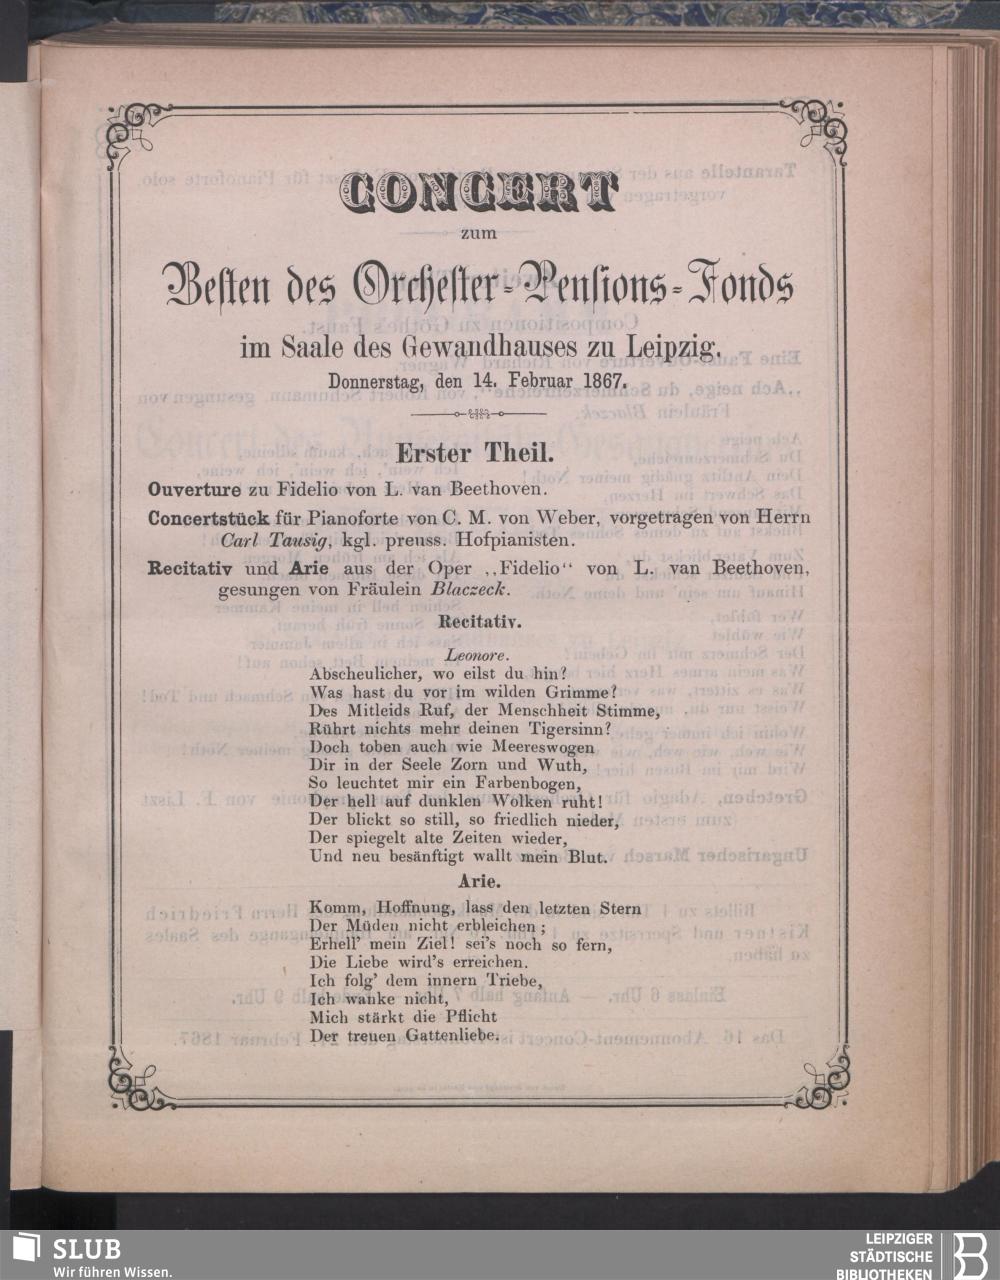 CONCERT
zum
Besten des Orchester-Pensions-Fonds
im Saale des Gewandhauses zu Leipzig.
Donnerstag, den 14. Februar 1867.
Erster Theil.
Ouverture zu Fidelio von L. van Beethoven.
Concertstück für Pianoforte von C. M. von Weber, vorgetragen von Herrn
Carl Tausig, kgl. preuss. Hofpianisten.
Recitativ und Arie aus der Oper ,,Fidelio“ von L. van Beethoven,
gesungen von Fräulein Blaczeck.
Recitativ.
Leonore.
Abscheulicher, wo eilst du hin?
Was hast du vor im wilden Grimme?
Des Mitleids Ruf, der Menschheit Stimme,
Rührt nichts mehr deinen Tigersinn?
Doch toben auch wie Meereswogen
Dir in der Seele Zorn und Wuth,
So leuchtet mir ein Farbenbogen,
Der hell auf dunklen Wolken ruht!
Der blickt so still, so friedlich nieder,
Der spiegelt alte Zeiten wieder,
Und neu besänftigt wallt mein Blut.
Arie.
Komm, Hoffnung, lass den letzten Stern
Der Müden nicht erbleichen;
Erhell’ mein Ziel! sei’s noch so fern,
Die Liebe wird’s erreichen.
Ich folg’ dem innern Triebe,
Ich wanke nicht,
Mich stärkt die Pflicht
Der treuen Gattenliebe.
SLUB
Wir führen Wissen.
LEIPZIGER
STÄDTISCHE
BIBLIOTHEKEN